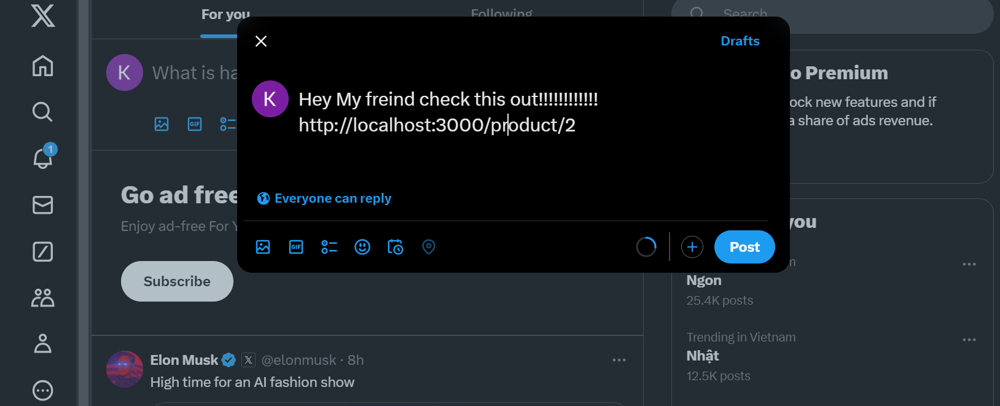 For you
Following
Search
K
What is ha
GIF
1
Drafts
K
Hey My freind check this out!!!!!!!!!!!!
http://localhost:3000/product/2
Everyone can reply
GIF
Post
Go ad free
Enjoy ad-free For
Subscribe
o Premium
ock new features and if
a share of ads revenue.
you
Ngon
25.4K posts
Trending in Vietnam
Nhật
12.5K posts
Elon Musk X @elonmusk · 8h
High time for an AI fashion show